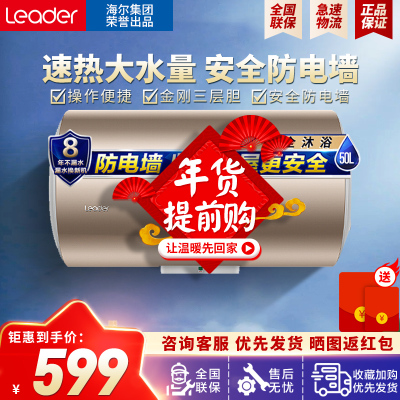 Leader
海尔集团
荣誉出品
全国
联保
急速
物流
正品
保证
速热大水量 安全防电墙
操作便捷 金刚三层胆 安全防电墙
8
年不漏水
漏水换新机
沐浴
防电墙
更安全
50L
年货
提前购
让温暖先回家
Leader
送
钜惠到手价:
¥599
咨询客服 优先发货 晒图返红包
全国
联保
售后
无忧
收藏加购
优先发货